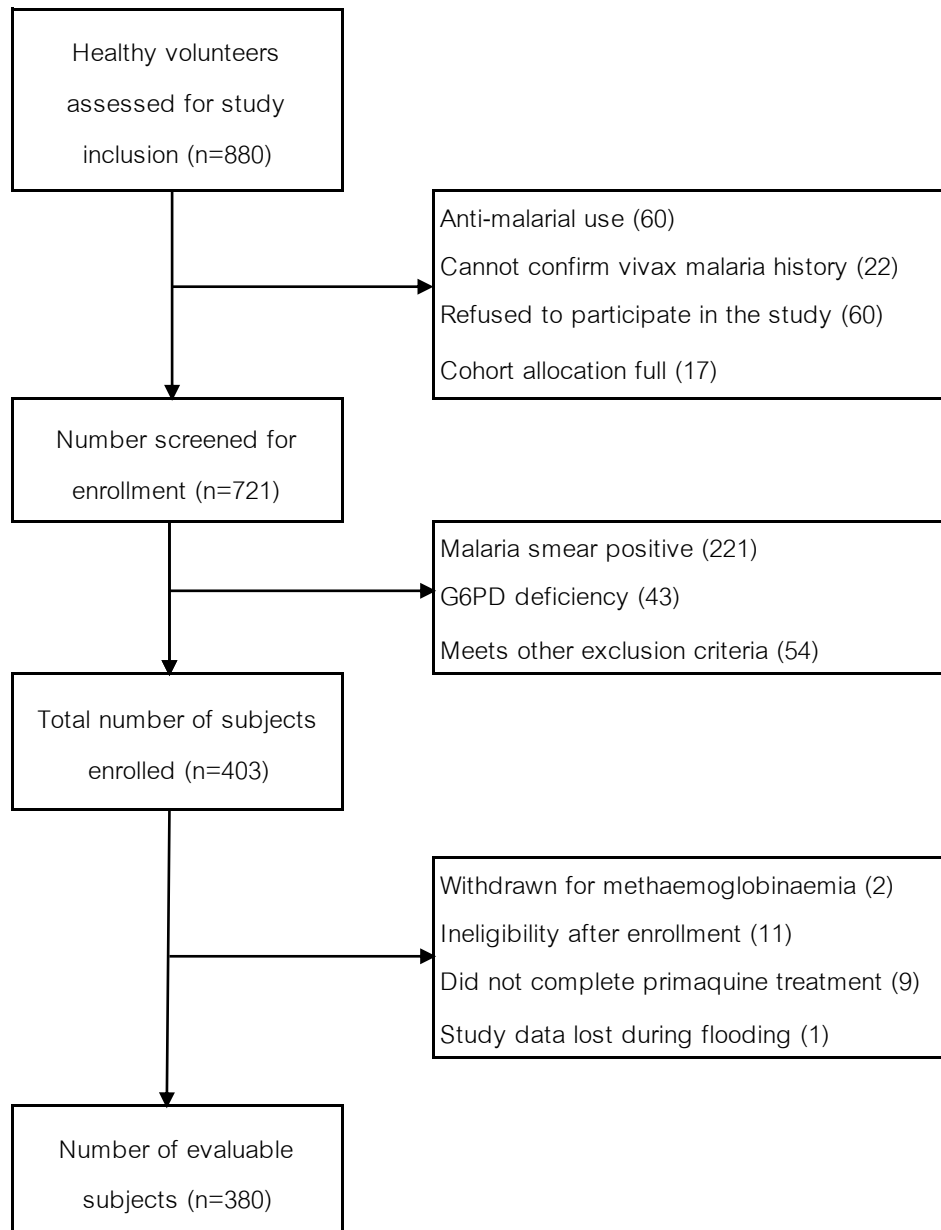 Healthy volunteers
assessed for study
inclusion (n=880)
Anti-malarial use (60)
Cannot confirm vivax malaria history (22)
Refused to participate in the study (60)
Cohort allocation full (17)
Number screened for
enrollment (n=721)
Malaria smear positive (221)
G6PD deficiency (43)
Meets other exclusion criteria (54)
Total number of subjects
enrolled (n=403)
Withdrawn for methaemoglobinaemia (2)
Ineligibility after enrollment (11)
Did not complete primaquine treatment (9)
Study data lost during flooding (1)
Number of evaluable
subjects (n=380)